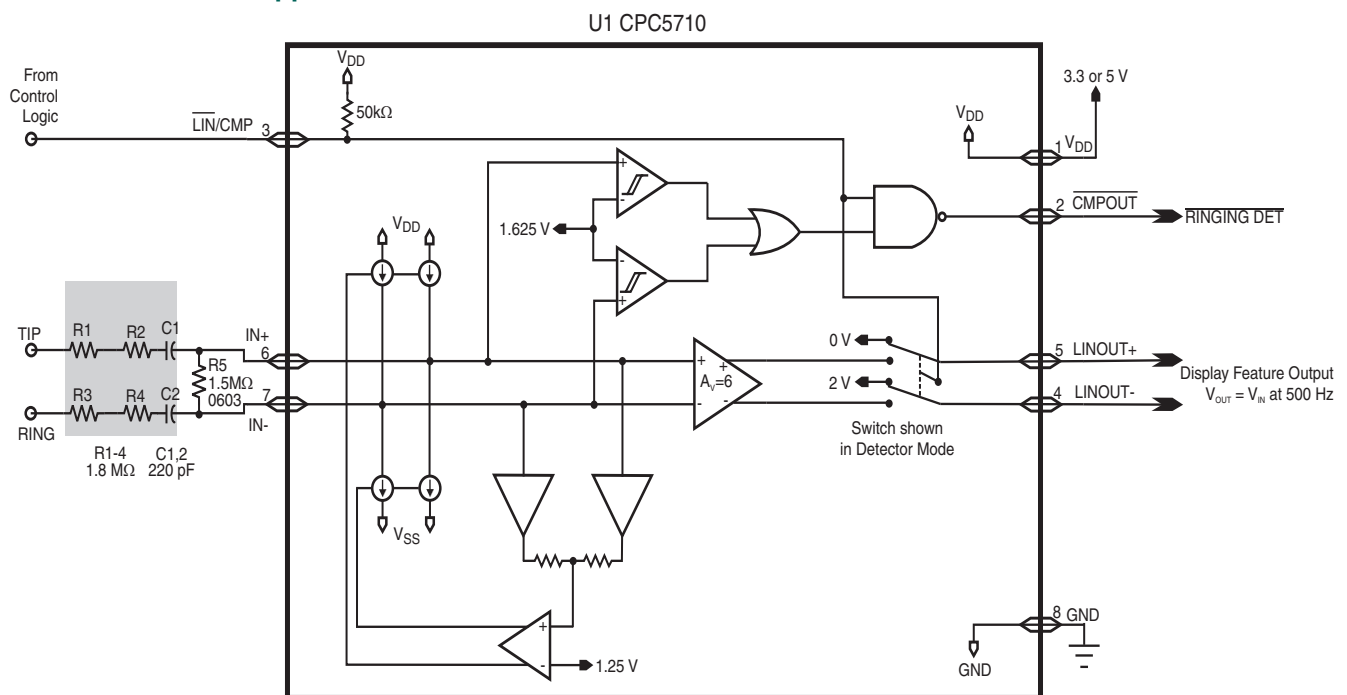 U1 CPC5710
From
Control
Logic
LIN/CMP
3
VDD
50kΩ
VDD
3.3 or 5 V
1
VDD
2
CMPOUT
RINGING DET
+
-
1.625 V
-
+
VDD
TIP
R1
R2
C1
IN+
6
R5
1.5MΩ
0603
R3
R4
C2
7
IN-
RING
R1-4
1.8 MΩ
C1,2
220 pF
+
+
Av=6
-
-
0 V
2 V
5
LINOUT+
4
LINOUT-
Display Feature Output
VOUT = VIN at 500 Hz
Switch shown
in Detector Mode
VSS
+
-
1.25 V
8
GND
GND